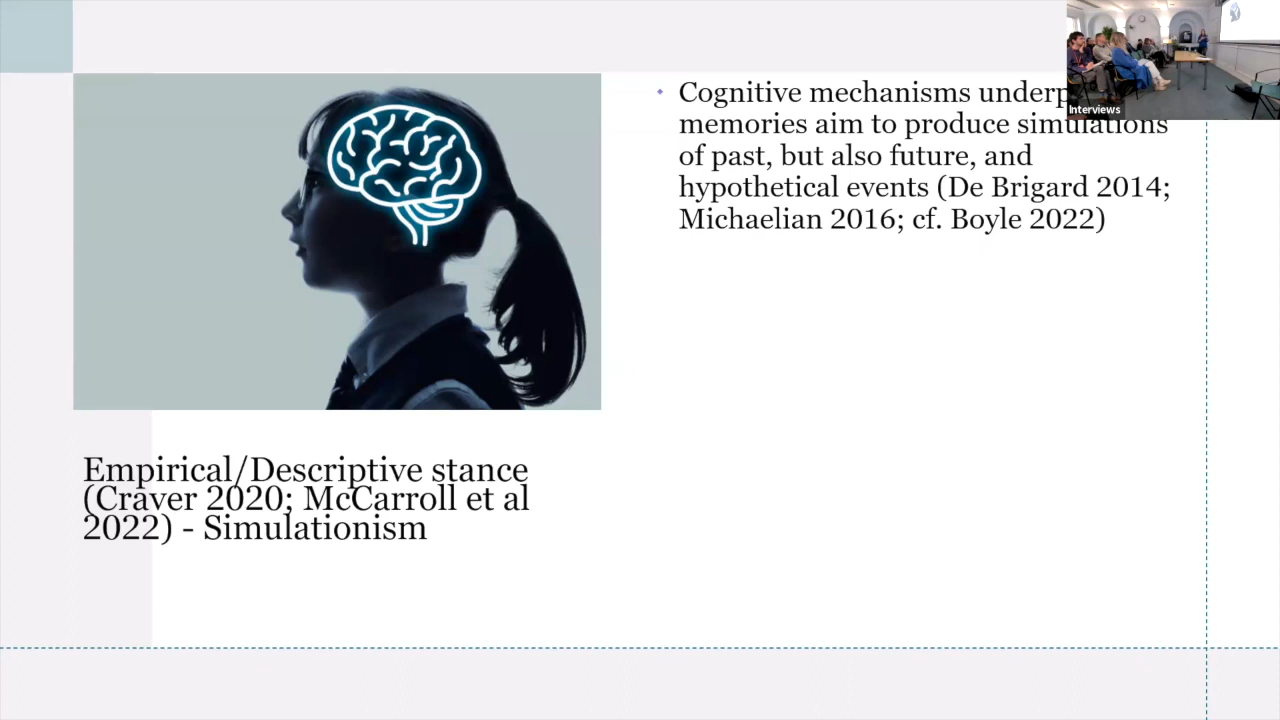 Cognitive mechanisms
memories aim to produce simulations
of past, but also future, and
hypothetical events (De Brigard 2014;
Michaelian 2016; cf. Boyle 2022)
Interviews
Empirical/Descriptive stance
(Craver 2020; McCarroll et al
2022) - Simulationism